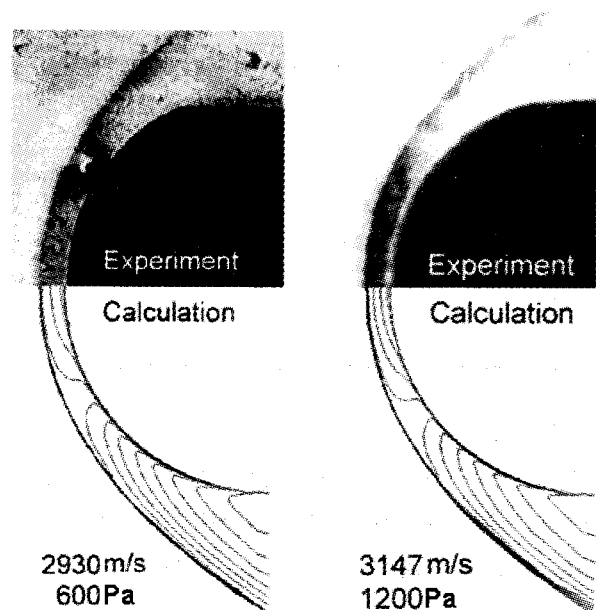 Experiment
Calculation
2930m/s
600Pa
Experiment
Calculation
3147m/s
1200Pa